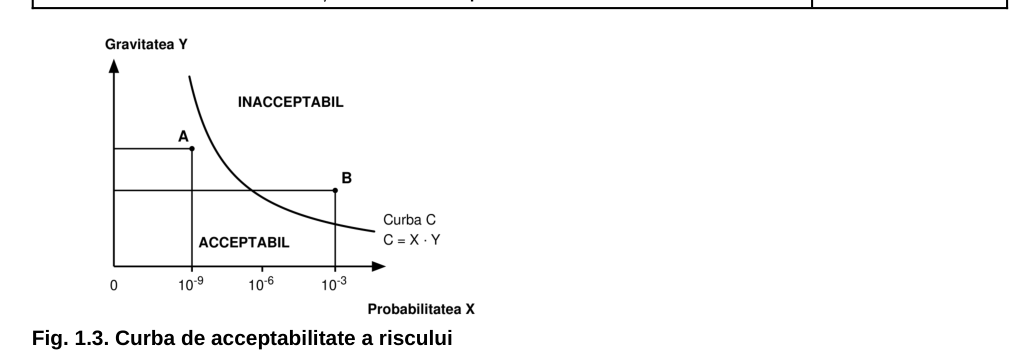 Gravitatea Y
INACCEPTABIL
A
B
Curba C
C = X · Y
ACCEPTABIL
0 10⁻⁹ 10⁻⁶ 10⁻³
Probabilitatea X
Fig. 1.3. Curba de acceptabilitate a riscului